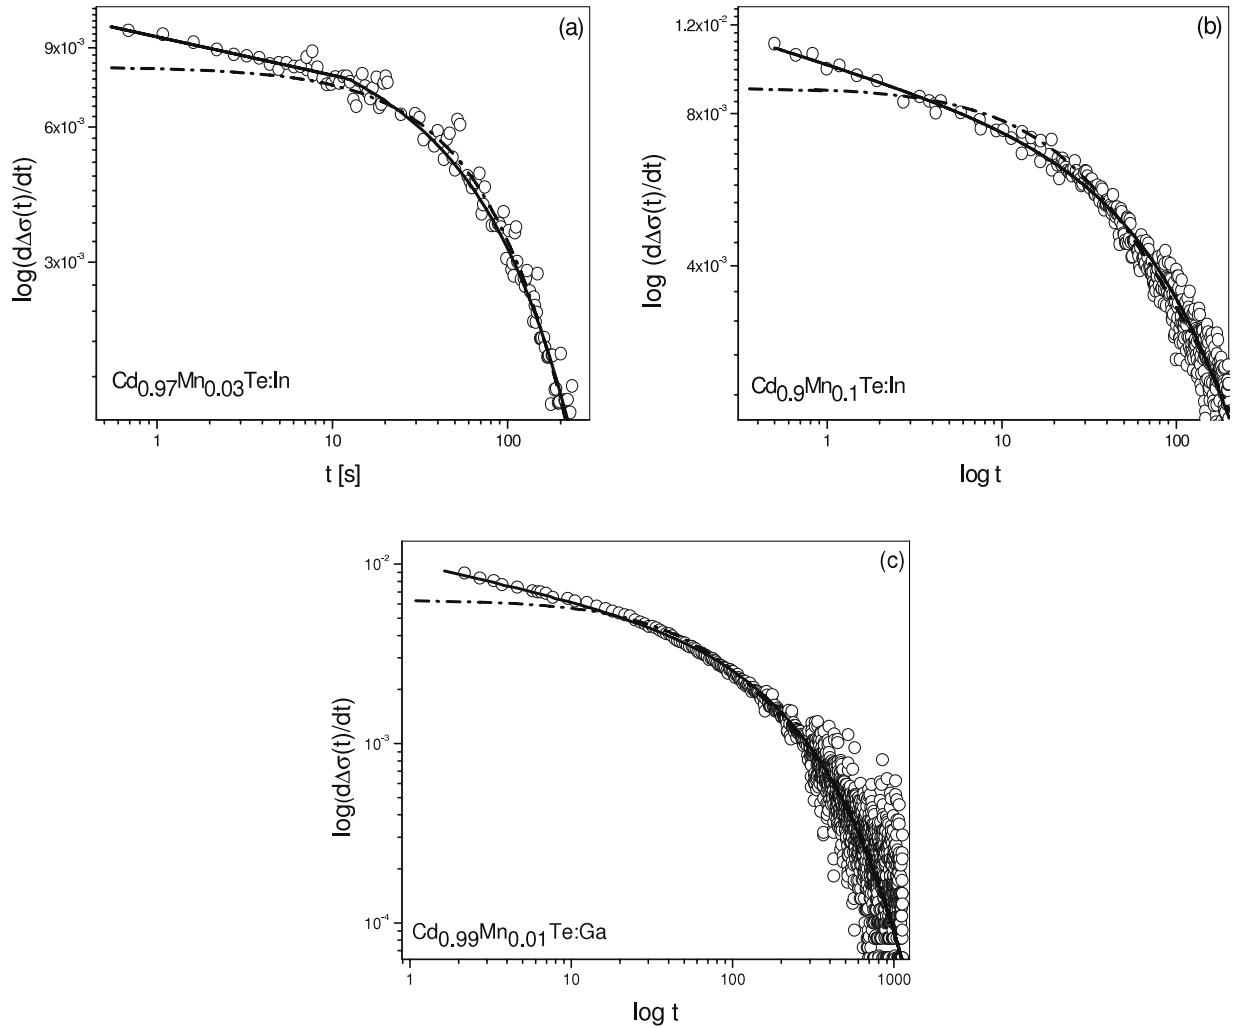 (a)
9x10⁻³
6x10⁻³
3x10⁻³
log(dΔσ(t)/dt)
Cd₀.₉₇Mn₀.₀₃Te:In
1 10 100
t [s]
(b)
1.2x10⁻²
8x10⁻³
4x10⁻³
log (dΔσ(t)/dt)
Cd₀.₉Mn₀.₁Te:In
1 10 100
log t
(c)
10⁻²
10⁻³
10⁻⁴
log(dΔσ(t)/dt)
Cd₀.₉₉Mn₀.₀₁Te:Ga
1 10 100 1000
log t